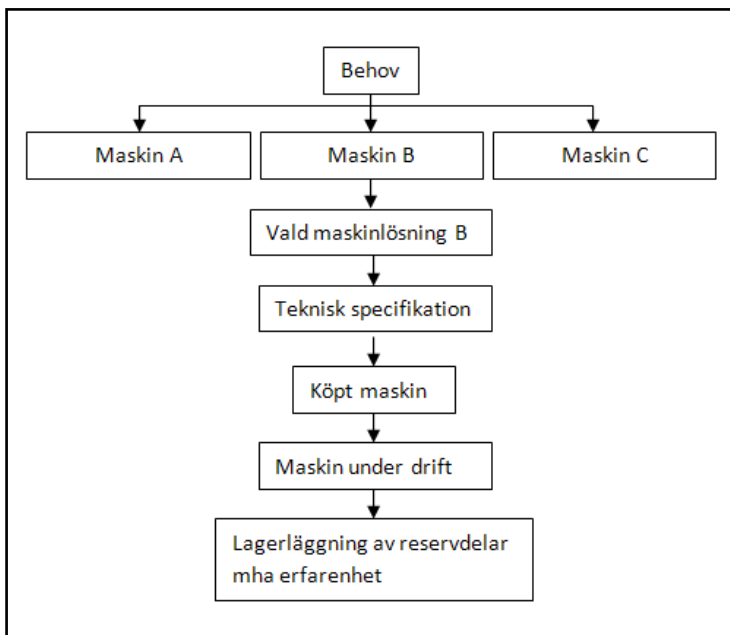 Behov
Maskin A
Maskin B
Maskin C
Vald maskinlösning B
Teknisk specifikation
Köpt maskin
Maskin under drift
Lagerläggning av reservdelar
mha erfarenhet